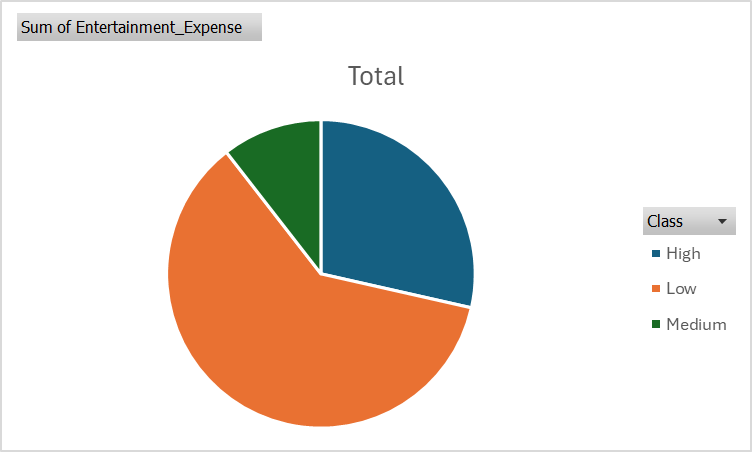 Sum of Entertainment_Expense
Total
Class
High
Low
Medium